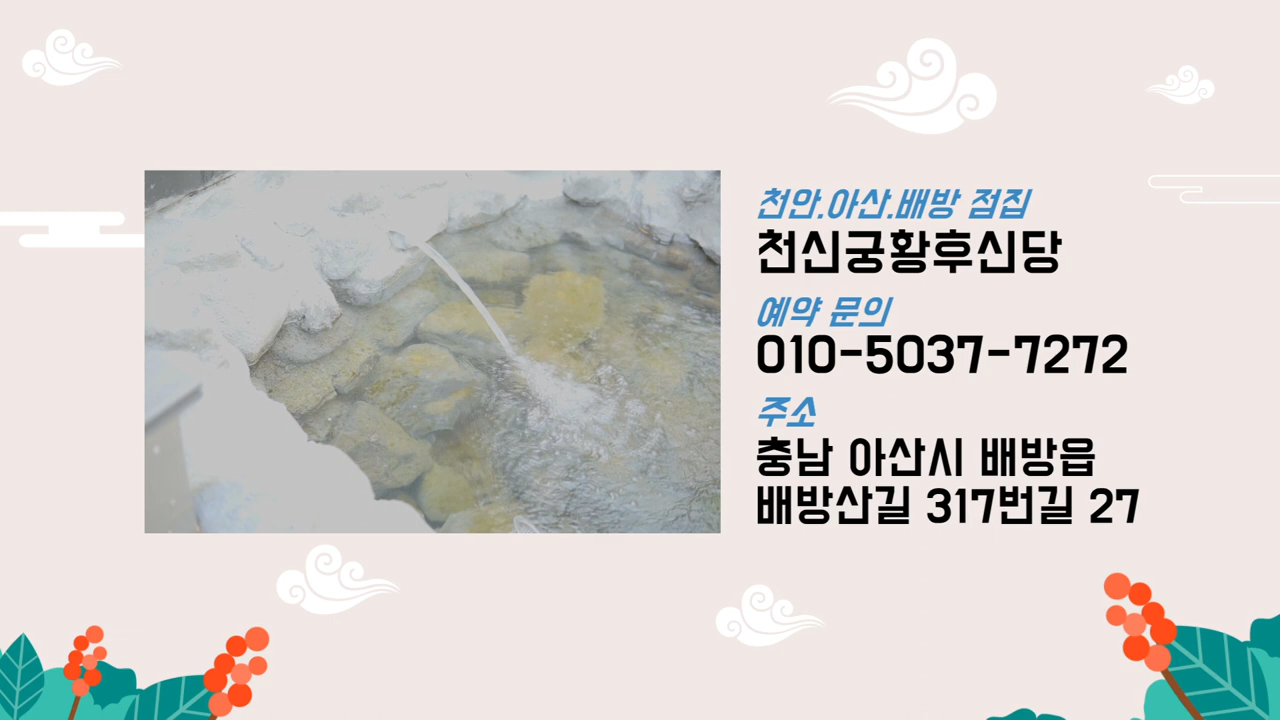 천안.아산.배방 점집
천신궁황후신당
예약 문의
010-5037-7272
주소
충남 아산시 배방읍
배방산길 317번길 27